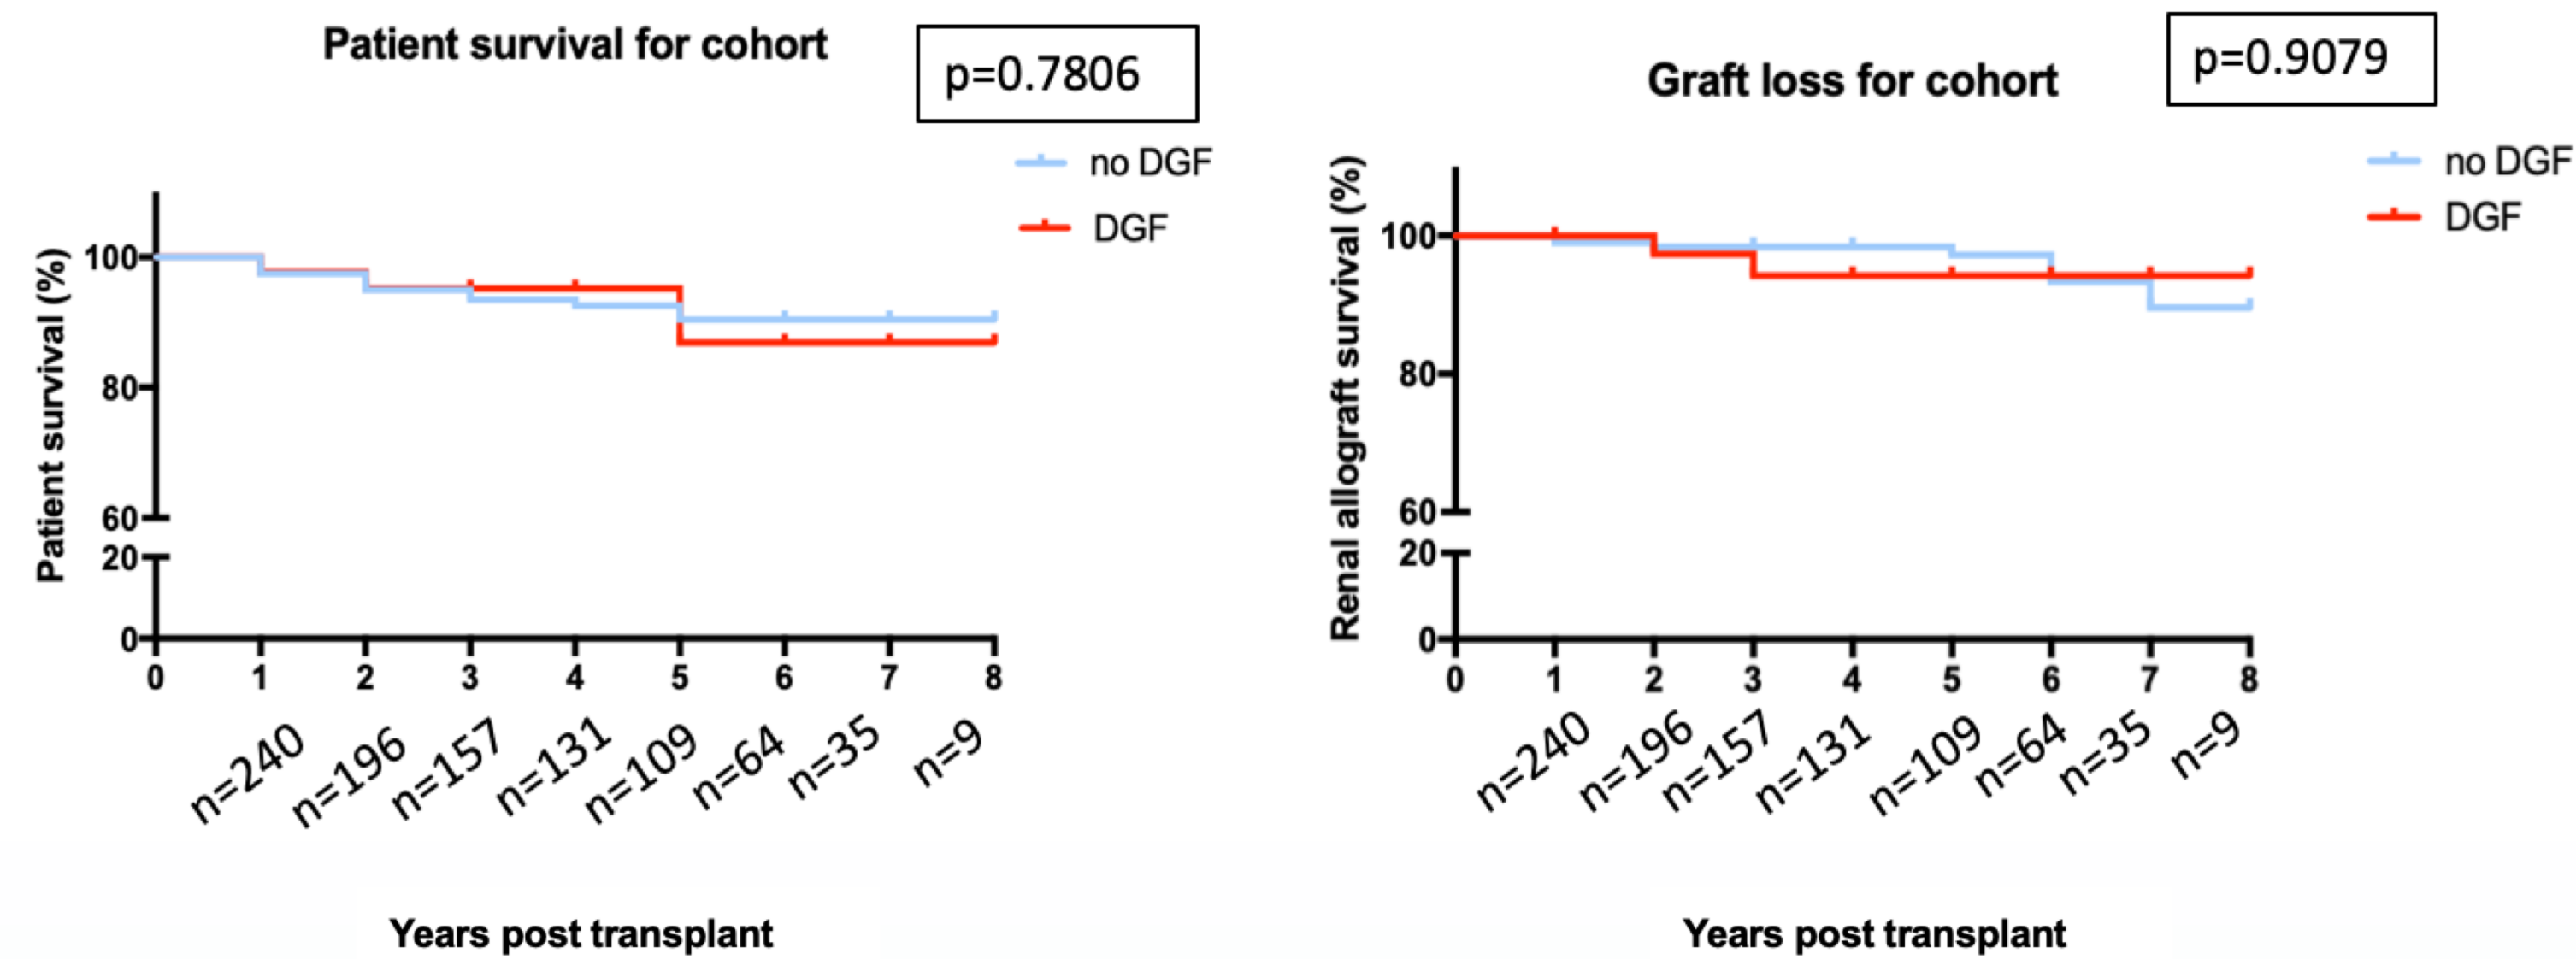 Patient survival for cohort
p=0.7806
no DGF
DGF
Patient survival (%)
100
80
60
20
0
0 1 2 3 4 5 6 7 8
n=240 n=196 n=157 n=131 n=109 n=64 n=35 n=9
Years post transplant
Graft loss for cohort
p=0.9079
no DGF
DGF
Renal allograft survival (%)
100
80
60
20
0
0 1 2 3 4 5 6 7 8
n=240 n=196 n=157 n=131 n=109 n=64 n=35 n=9
Years post transplant